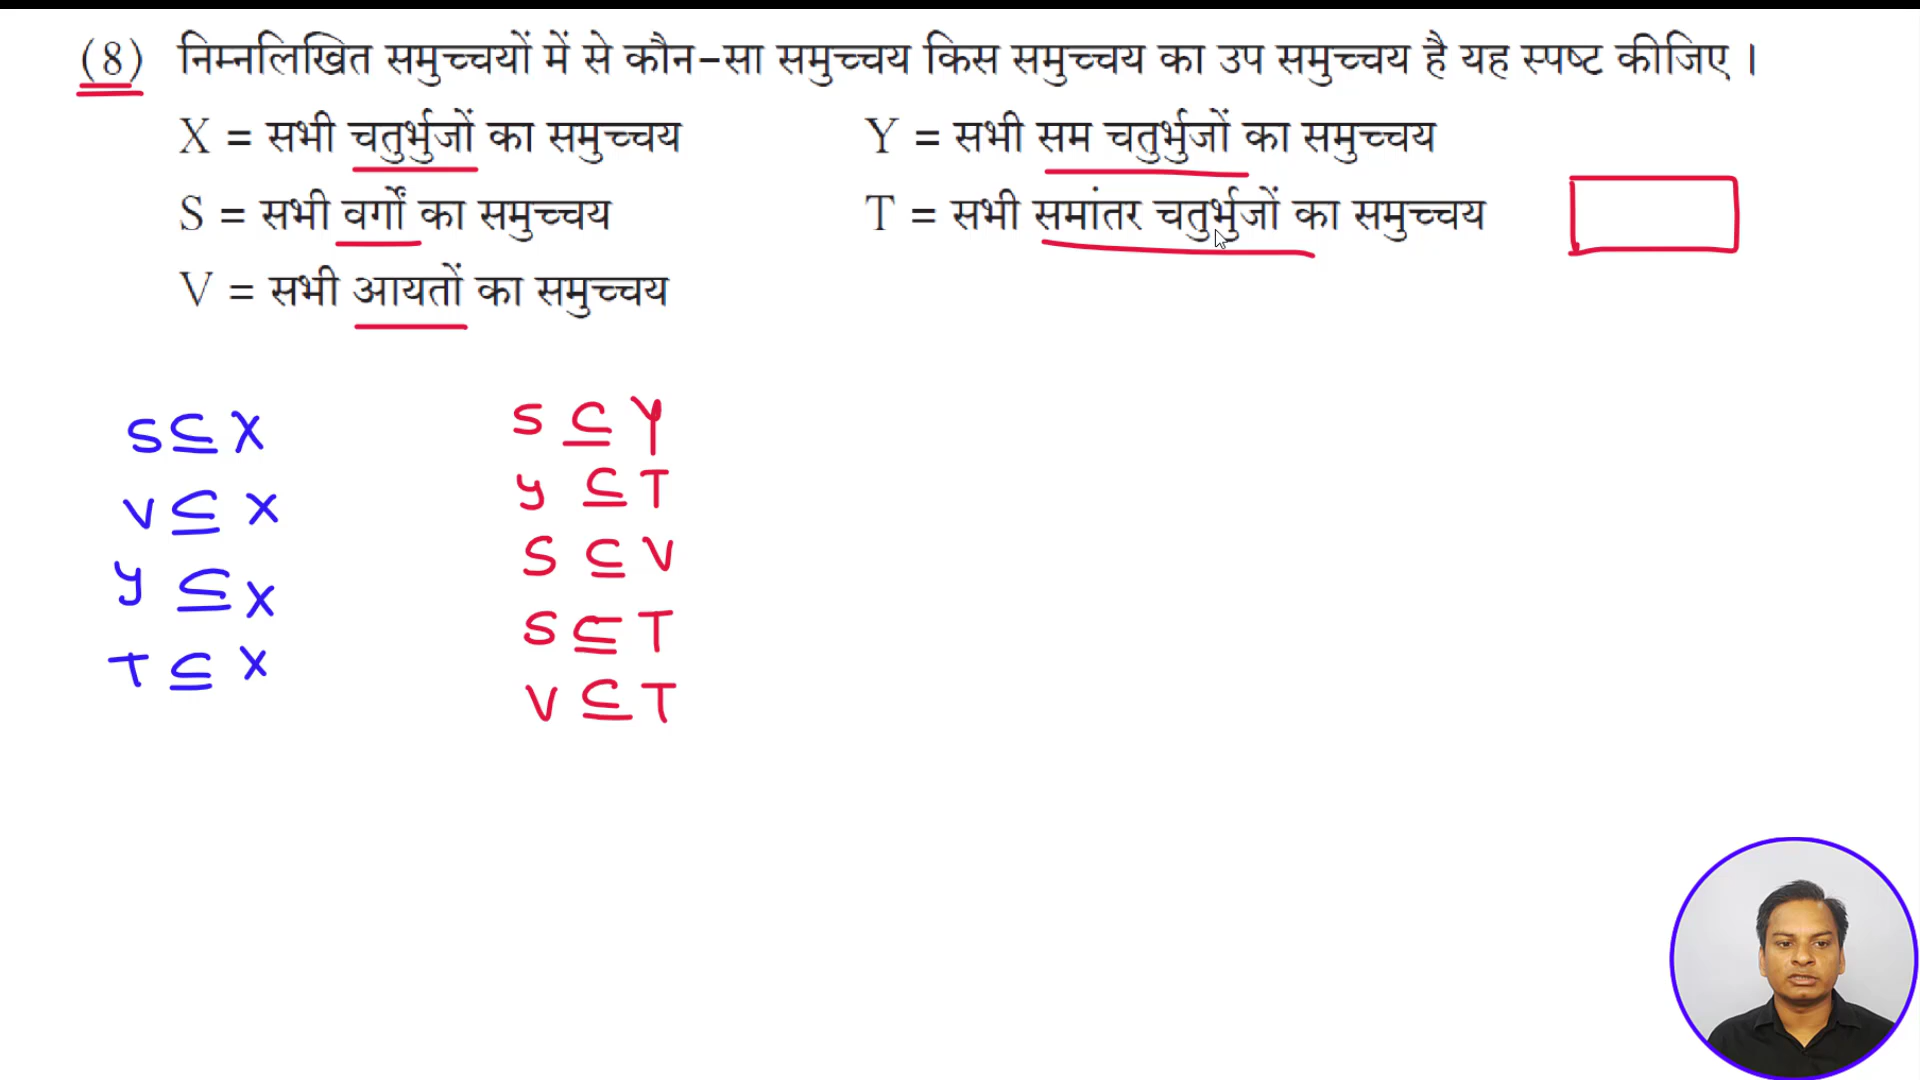 (8) निम्नलिखित समुच्चयों में से कौन-सा समुच्चय किस समुच्चय का उप समुच्चय है यह स्पष्ट कीजिए ।
X = सभी चतुर्भुजों का समुच्चय Y = सभी सम चतुर्भुजों का समुच्चय
S = सभी वर्गों का समुच्चय T = सभी समांतर चतुर्भुजों का समुच्चय
V = सभी आयतों का समुच्चय
S ⊆ X S ⊆ Y
V ⊆ X y ⊆ T
y ⊆ X S ⊆ V
T ⊆ X S ⊆ T
V ⊆ T